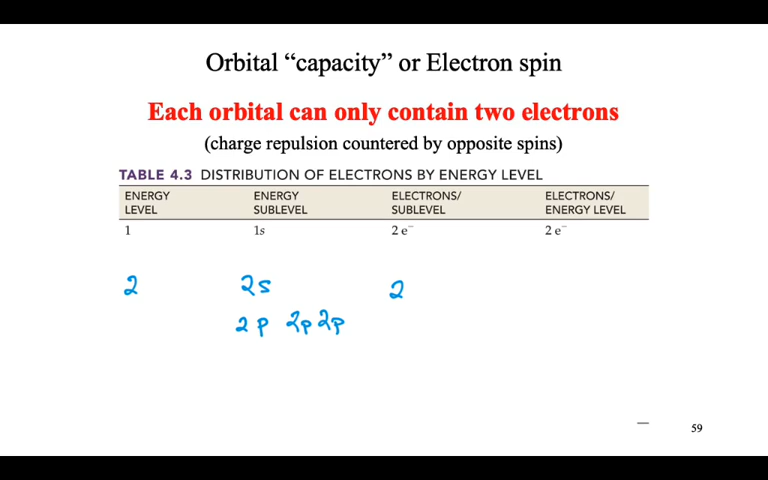 Orbital “capacity” or Electron spin
Each orbital can only contain two electrons
(charge repulsion countered by opposite spins)
TABLE 4.3 DISTRIBUTION OF ELECTRONS BY ENERGY LEVEL
ENERGY LEVEL ENERGY SUBLEVEL ELECTRONS/ SUBLEVEL ELECTRONS/ ENERGY LEVEL
1 1s 2 e⁻ 2 e⁻
2 2s 2
2p 2p 2p
59